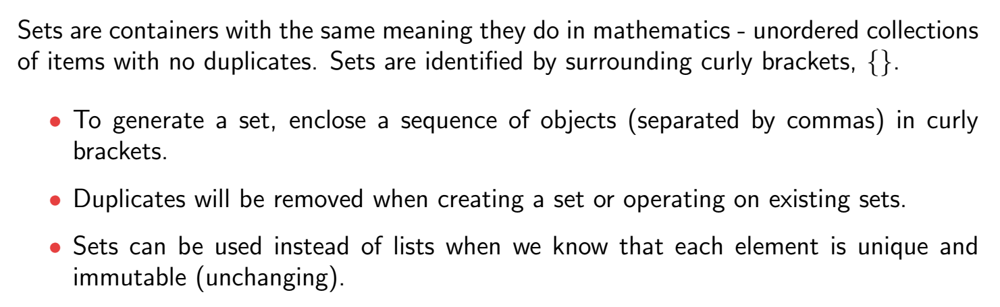 Sets are containers with the same meaning they do in mathematics - unordered collections
of items with no duplicates. Sets are identified by surrounding curly brackets, {}.
• To generate a set, enclose a sequence of objects (separated by commas) in curly
brackets.
• Duplicates will be removed when creating a set or operating on existing sets.
• Sets can be used instead of lists when we know that each element is unique and
immutable (unchanging).